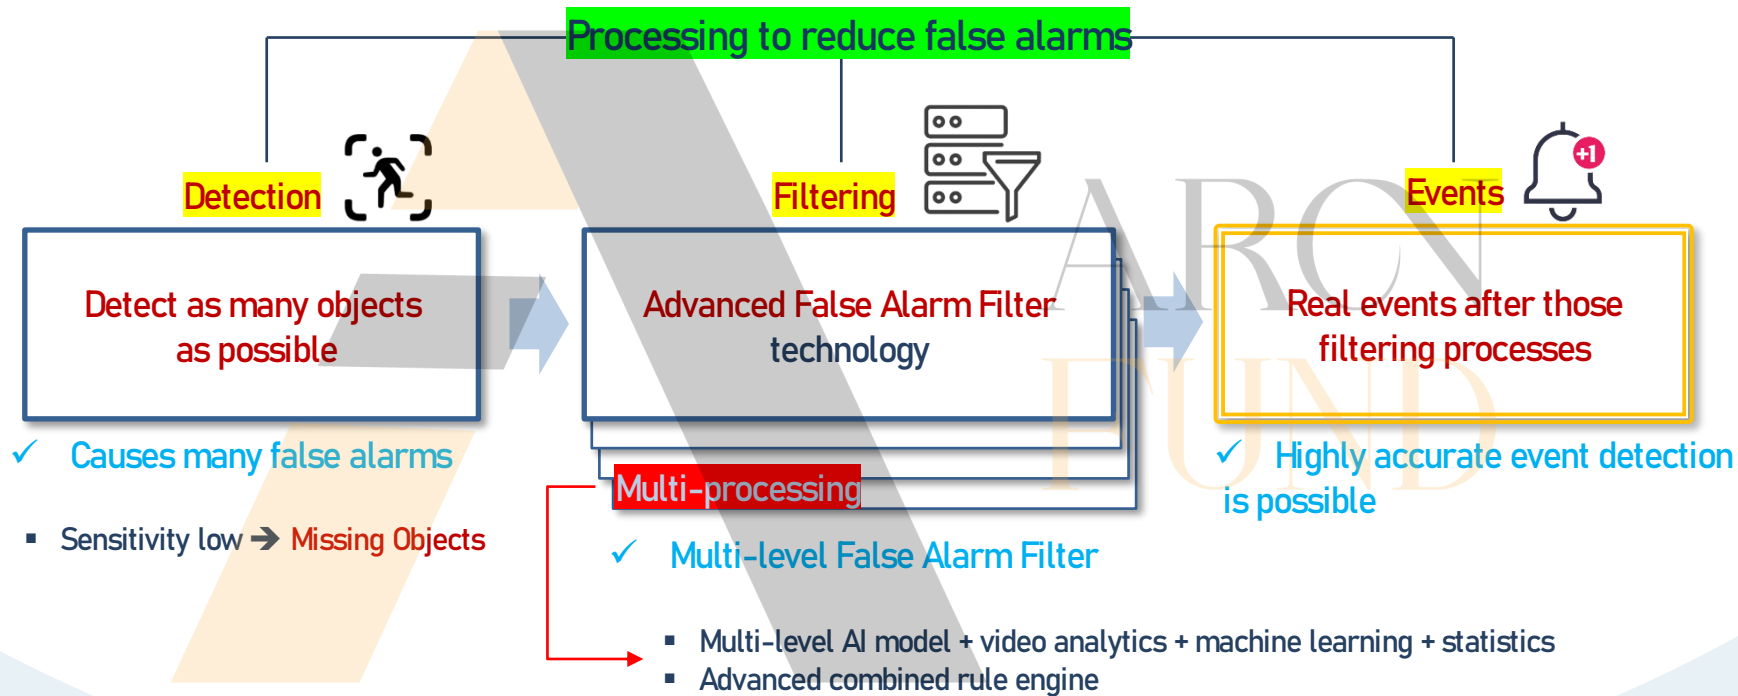 Processing to reduce false alarms
Detection
Detect as many objects
as possible
✓ Causes many false alarms
▪ Sensitivity low ➔ Missing Objects
Filtering
Advanced False Alarm Filter
technology
Multi-processing
✓ Multi-level False Alarm Filter
▪ Multi-level AI model + video analytics + machine learning + statistics
▪ Advanced combined rule engine
Events
+1
Real events after those
filtering processes
✓ Highly accurate event detection
is possible
ARCN
FUND